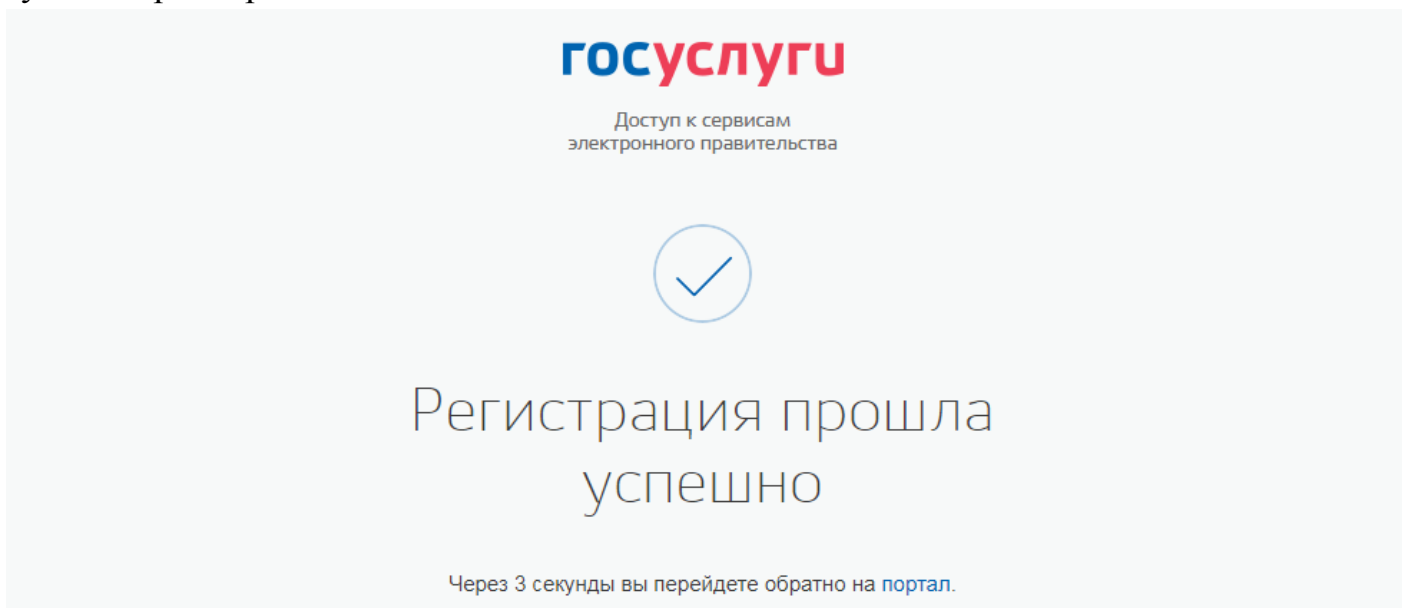 госуслуги
Доступ к сервисам
электронного правительства
Регистрация прошла
успешно
Через 3 секунды вы перейдете обратно на портал.